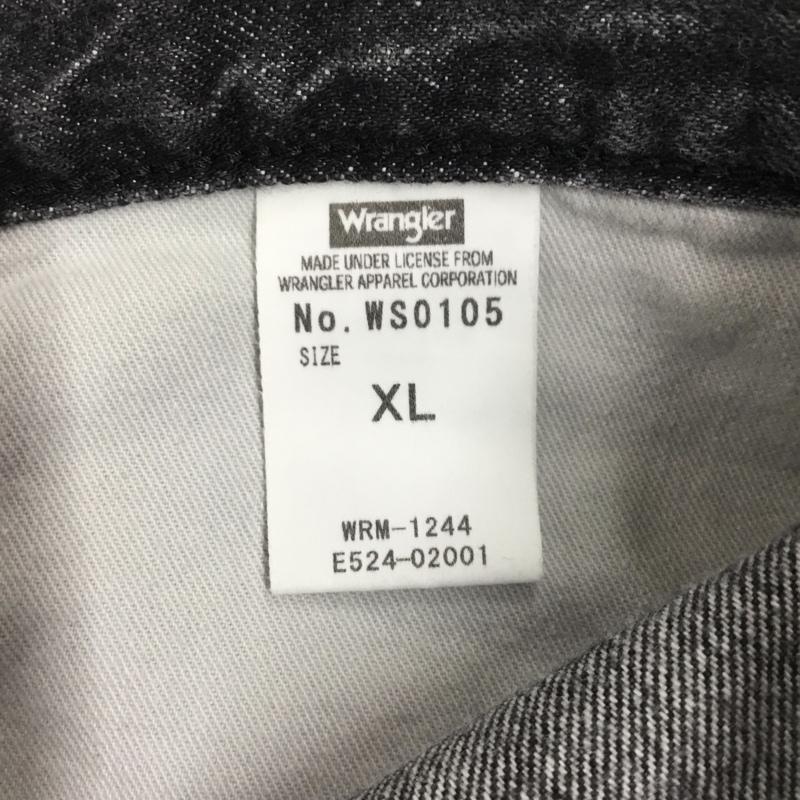 Wrangler
MADE UNDER LICENSE FROM
WRANGLER APPAREL CORPORATION
No. WS0105
SIZE
XL
WRM-1244
E524-02001